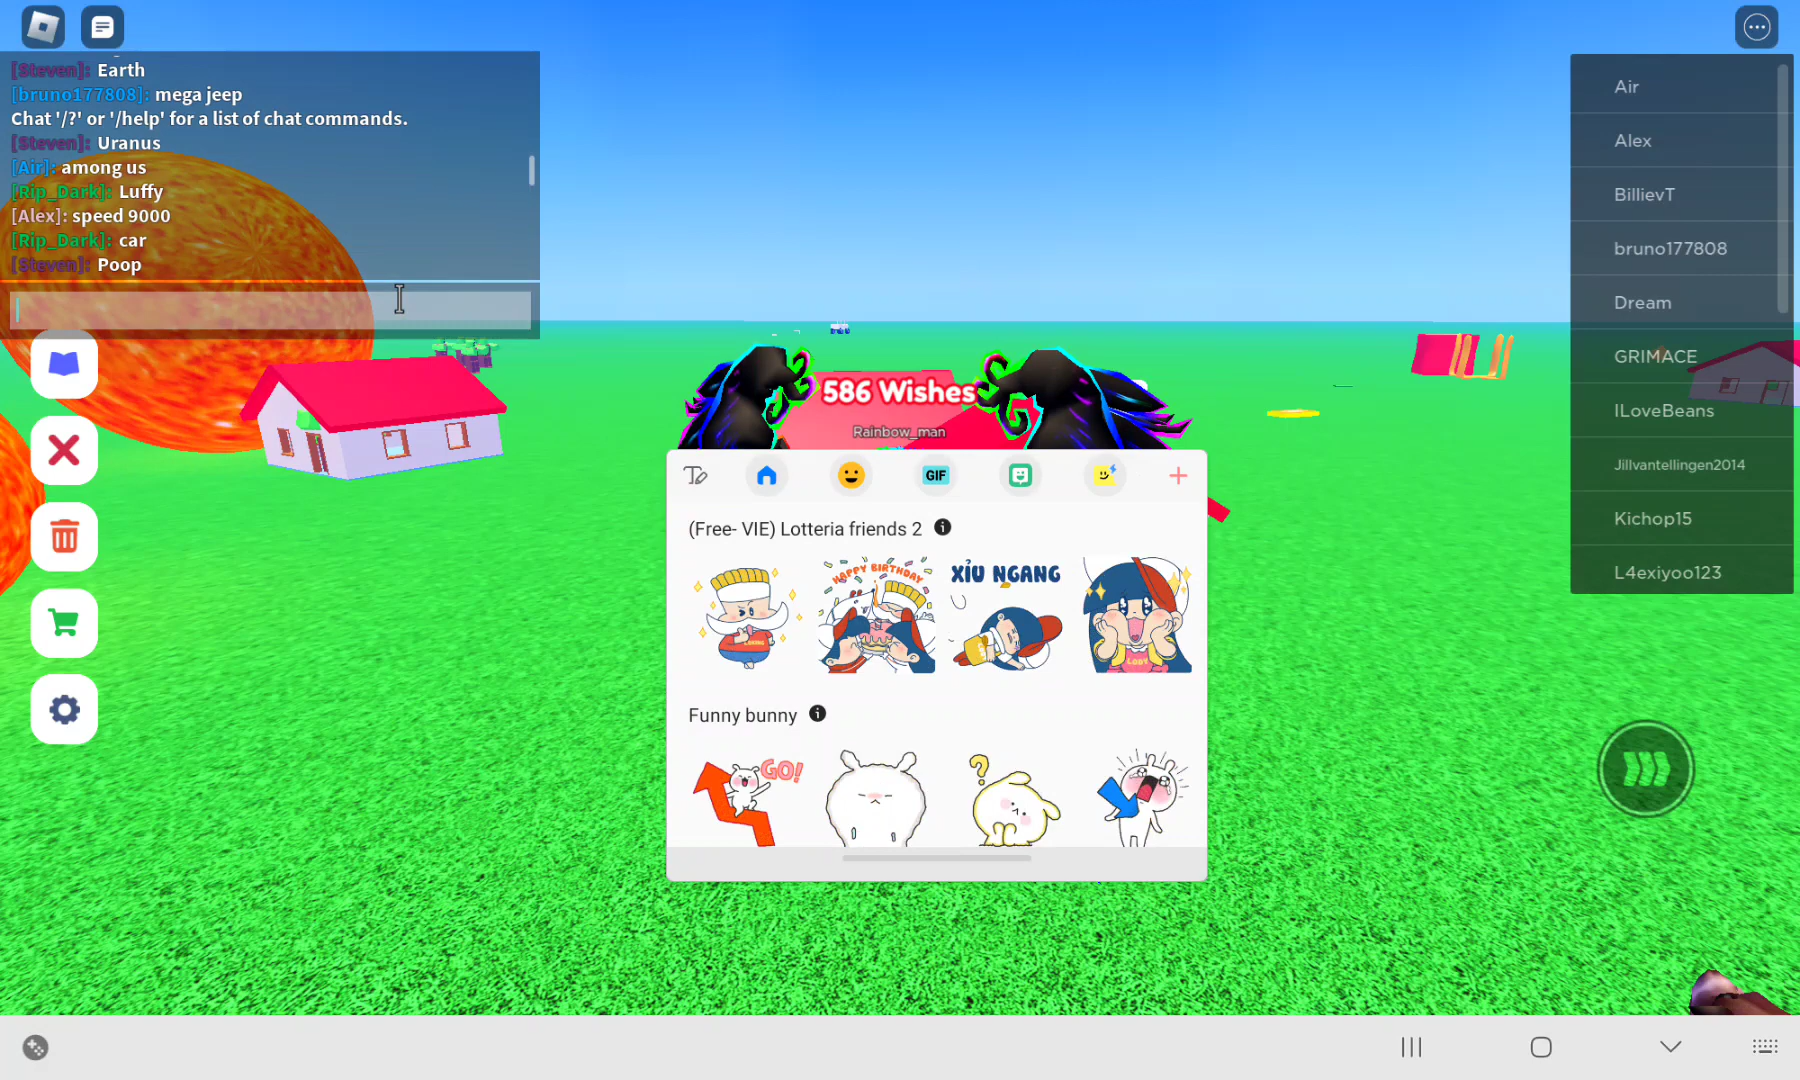 [Steven]: Earth
[bruno177808]: mega jeep
Chat '/?' or '/help' for a list of chat commands.
[Steven]: Uranus
[Air]: among us
[Rip_Dark]: Luffy
[Alex]: speed 9000
[Rip_Dark]: car
[Steven]: Poop
Air
Alex
BillievT
bruno177808
Dream
GRIMACE
ILoveBeans
Jillvantellingen2014
Kichop15
L4exiyoo123
586 Wishes
Rainbow_man
GIF
(Free- VIE) Lotteria friends 2
HAPPY BIRTHDAY
XỈU NGANG
Funny bunny
GO!
?